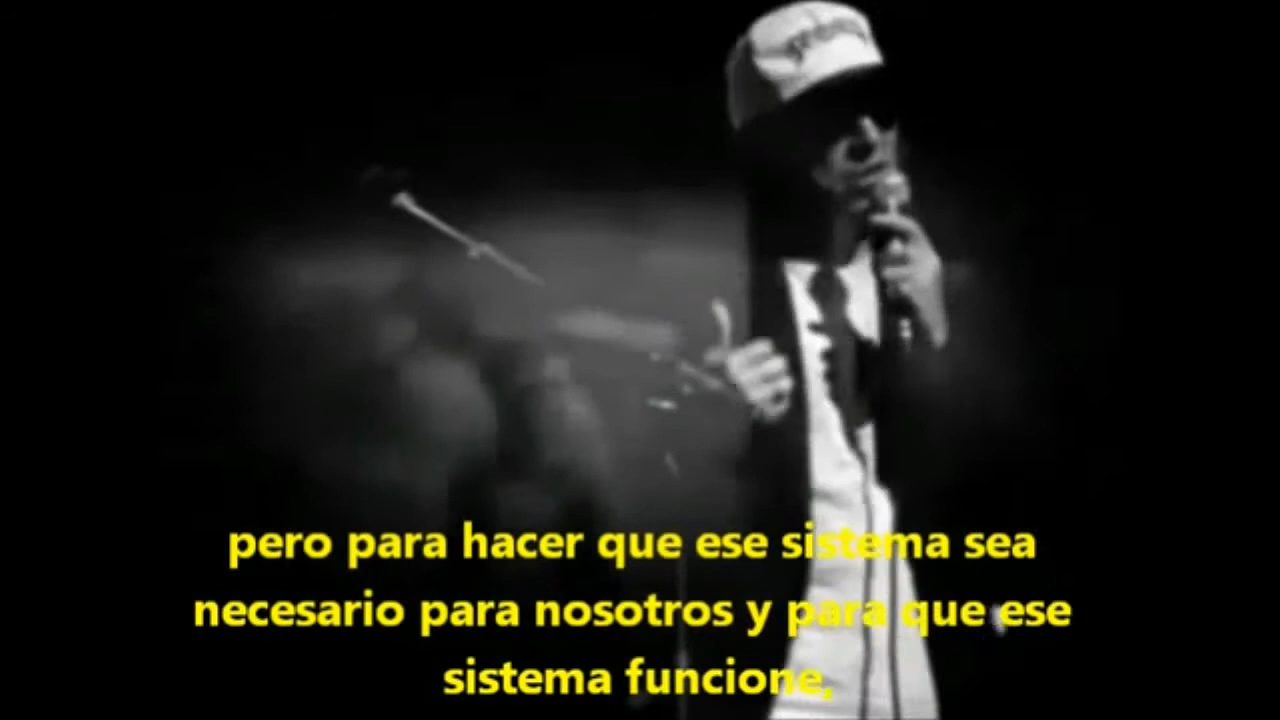 pero para hacer que ese sistema sea
necesario para nosotros y para que ese
sistema funcione,